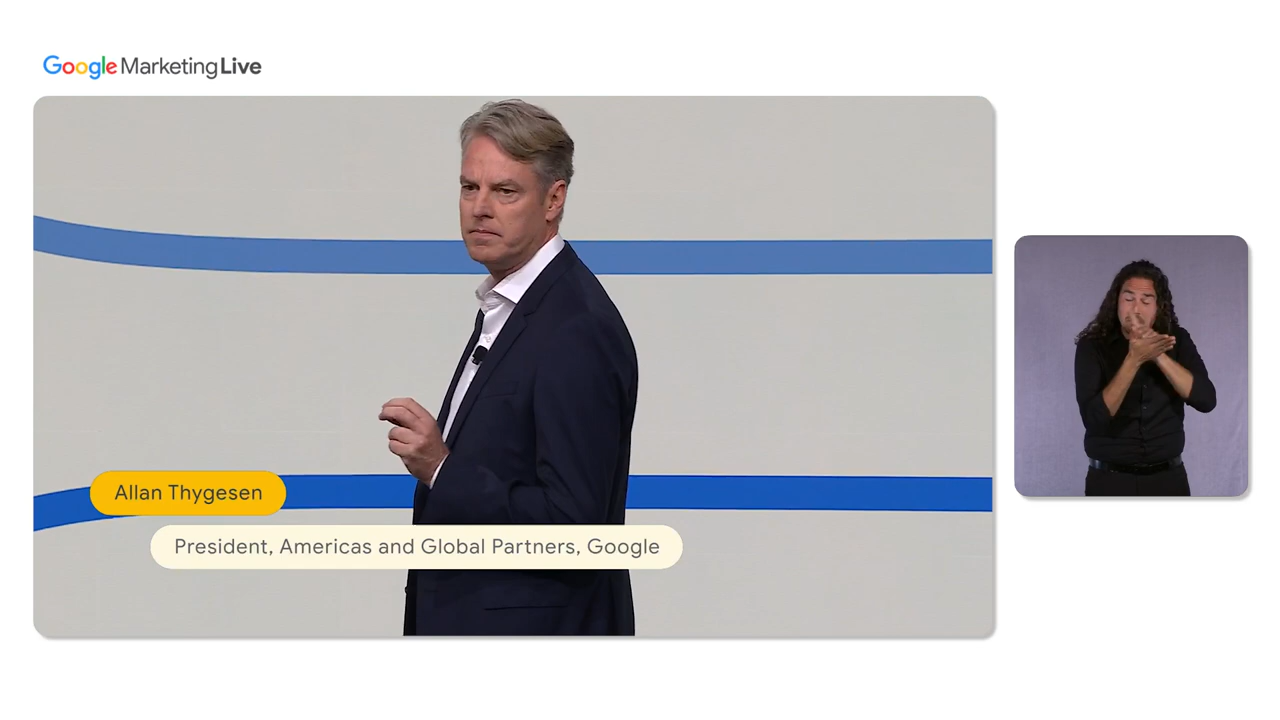 Google Marketing Live
Allan Thygesen
President, Americas and Global Partners, Google